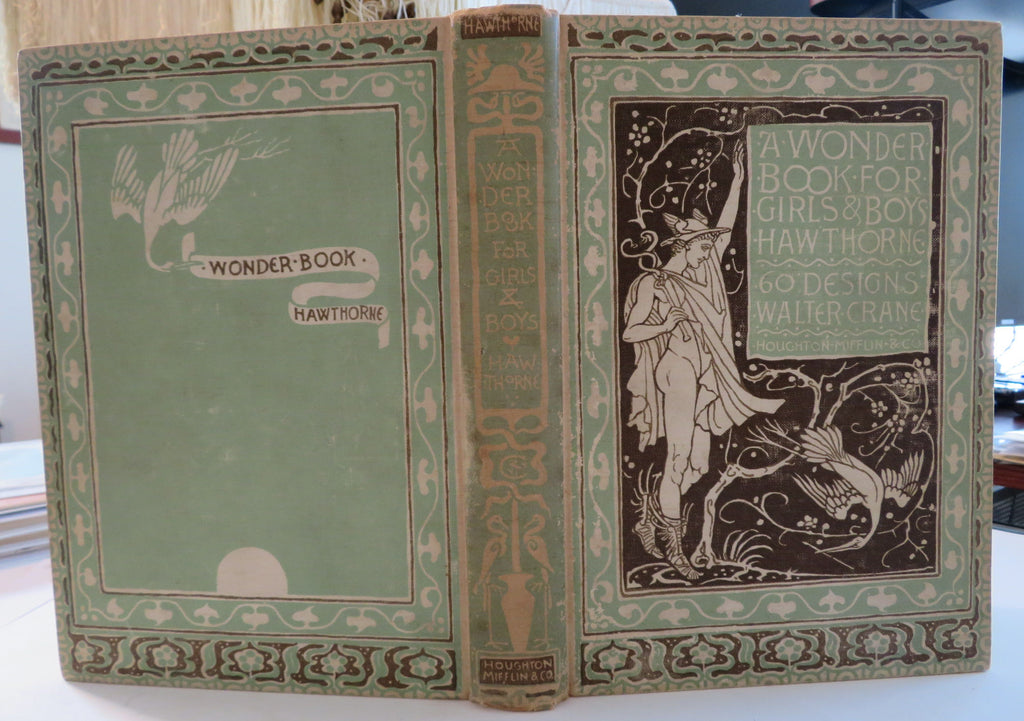 WONDER·BOOK·
HAWTHORNE
HAWTHORNE
A
WON·
DER
BOOK
FOR
GIRLS
&
BOYS
HAW
THORNE
HOUGHTON
MIFFLIN & CO.
A·WONDER
BOOK·FOR
GIRLS & BOYS
·HAWTHORNE
60 DESIGNS
WALTER·CRANE·
·HOUGHTON·MIFFLIN·&·CO·